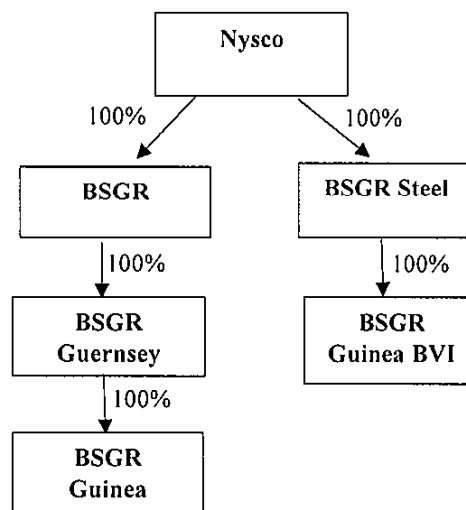 Nysco
100%
100%
BSGR
BSGR Steel
100%
100%
BSGR
Guernsey
BSGR
Guinea BVI
100%
BSGR
Guinea